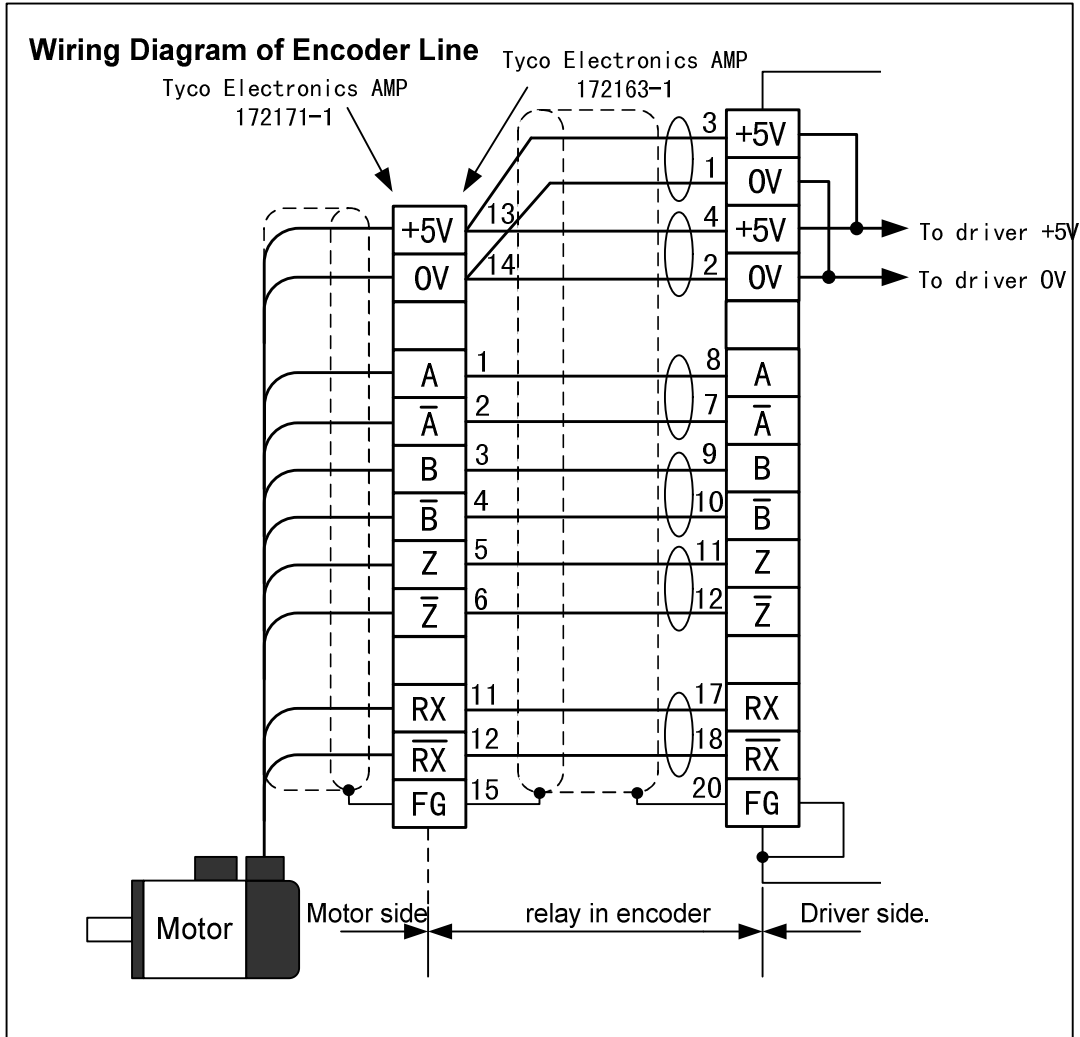 Wiring Diagram of Encoder Line
Tyco Electronics AMP
172171-1
Tyco Electronics AMP
172163-1
3 +5V
1 0V
+5V 13 4 +5V To driver +5V
0V 14 2 0V To driver 0V
A 1 8 A
A̅ 2 7 A̅
B 3 9 B
B̅ 4 10 B̅
Z 5 11 Z
Z̅ 6 12 Z̅
RX 11 17 RX
R̅X̅ 12 18 R̅X̅
FG 15 20 FG
Motor
Motor side
relay in encoder
Driver side.